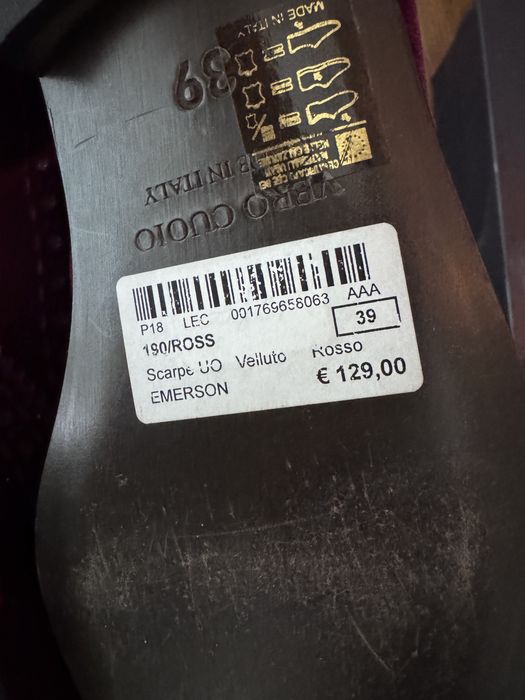 MADE IN ITALY
39
MADE IN ITALY
VERO CUOIO
P18 LEC 001769658063 AAA
190/ROSS 39
Scarpe UO Velluto Rosso
EMERSON € 129,00